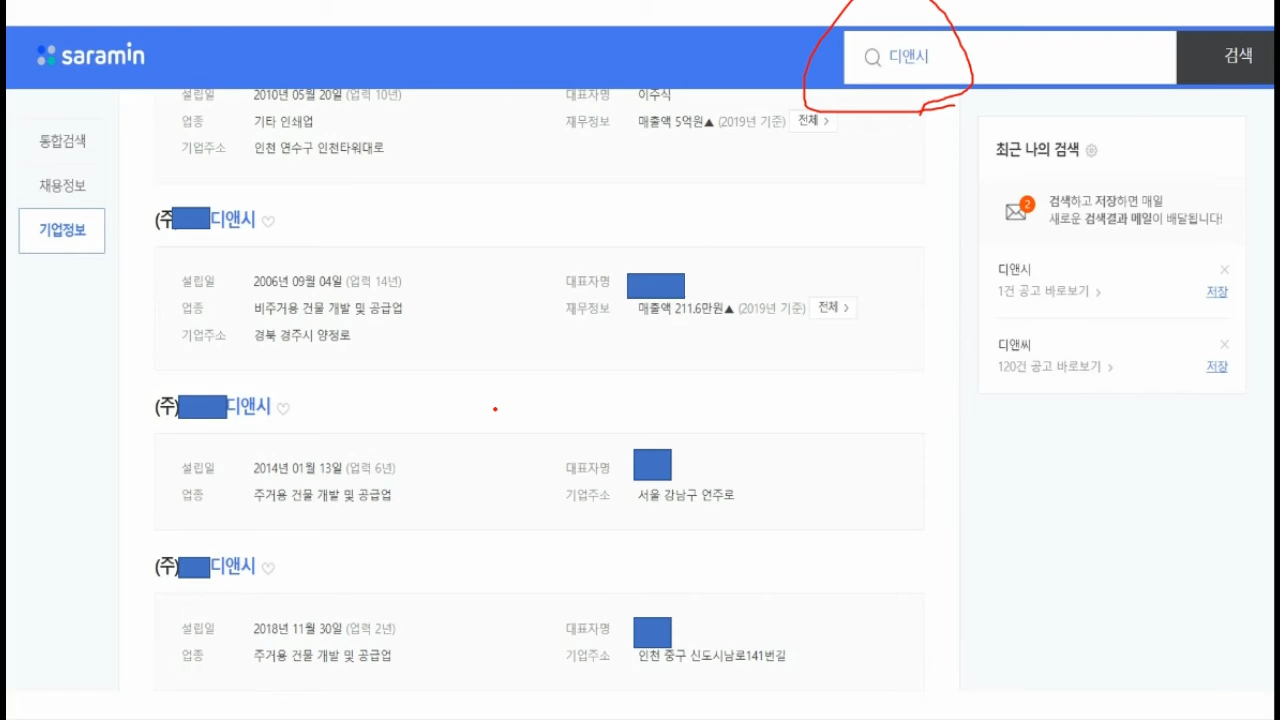 saramin
디앤시
검색
통합검색
채용정보
기업정보
설립일 2010년 05월 20일 (업력 10년) 대표자명 이주식
업종 기타 인쇄업 재무정보 매출액 5억원▲ (2019년 기준) 전체 >
기업주소 인천 연수구 인천타워대로
(주 디앤시 ♡
설립일 2006년 09월 04일 (업력 14년) 대표자명
업종 비주거용 건물 개발 및 공급업 재무정보 매출액 211.6만원▲ (2019년 기준) 전체 >
기업주소 경북 경주시 양정로
(주) 디앤시 ♡
설립일 2014년 01월 13일 (업력 6년) 대표자명
업종 주거용 건물 개발 및 공급업 기업주소 서울 강남구 언주로
(주) 디앤시 ♡
설립일 2018년 11월 30일 (업력 2년) 대표자명
업종 주거용 건물 개발 및 공급업 기업주소 인천 중구 신도시남로141번길
최근 나의 검색
2
검색하고 저장하면 매일
새로운 검색결과 메일이 배달됩니다!
디앤시 ×
1건 공고 바로보기 > 저장
디앤씨 ×
120건 공고 바로보기 > 저장